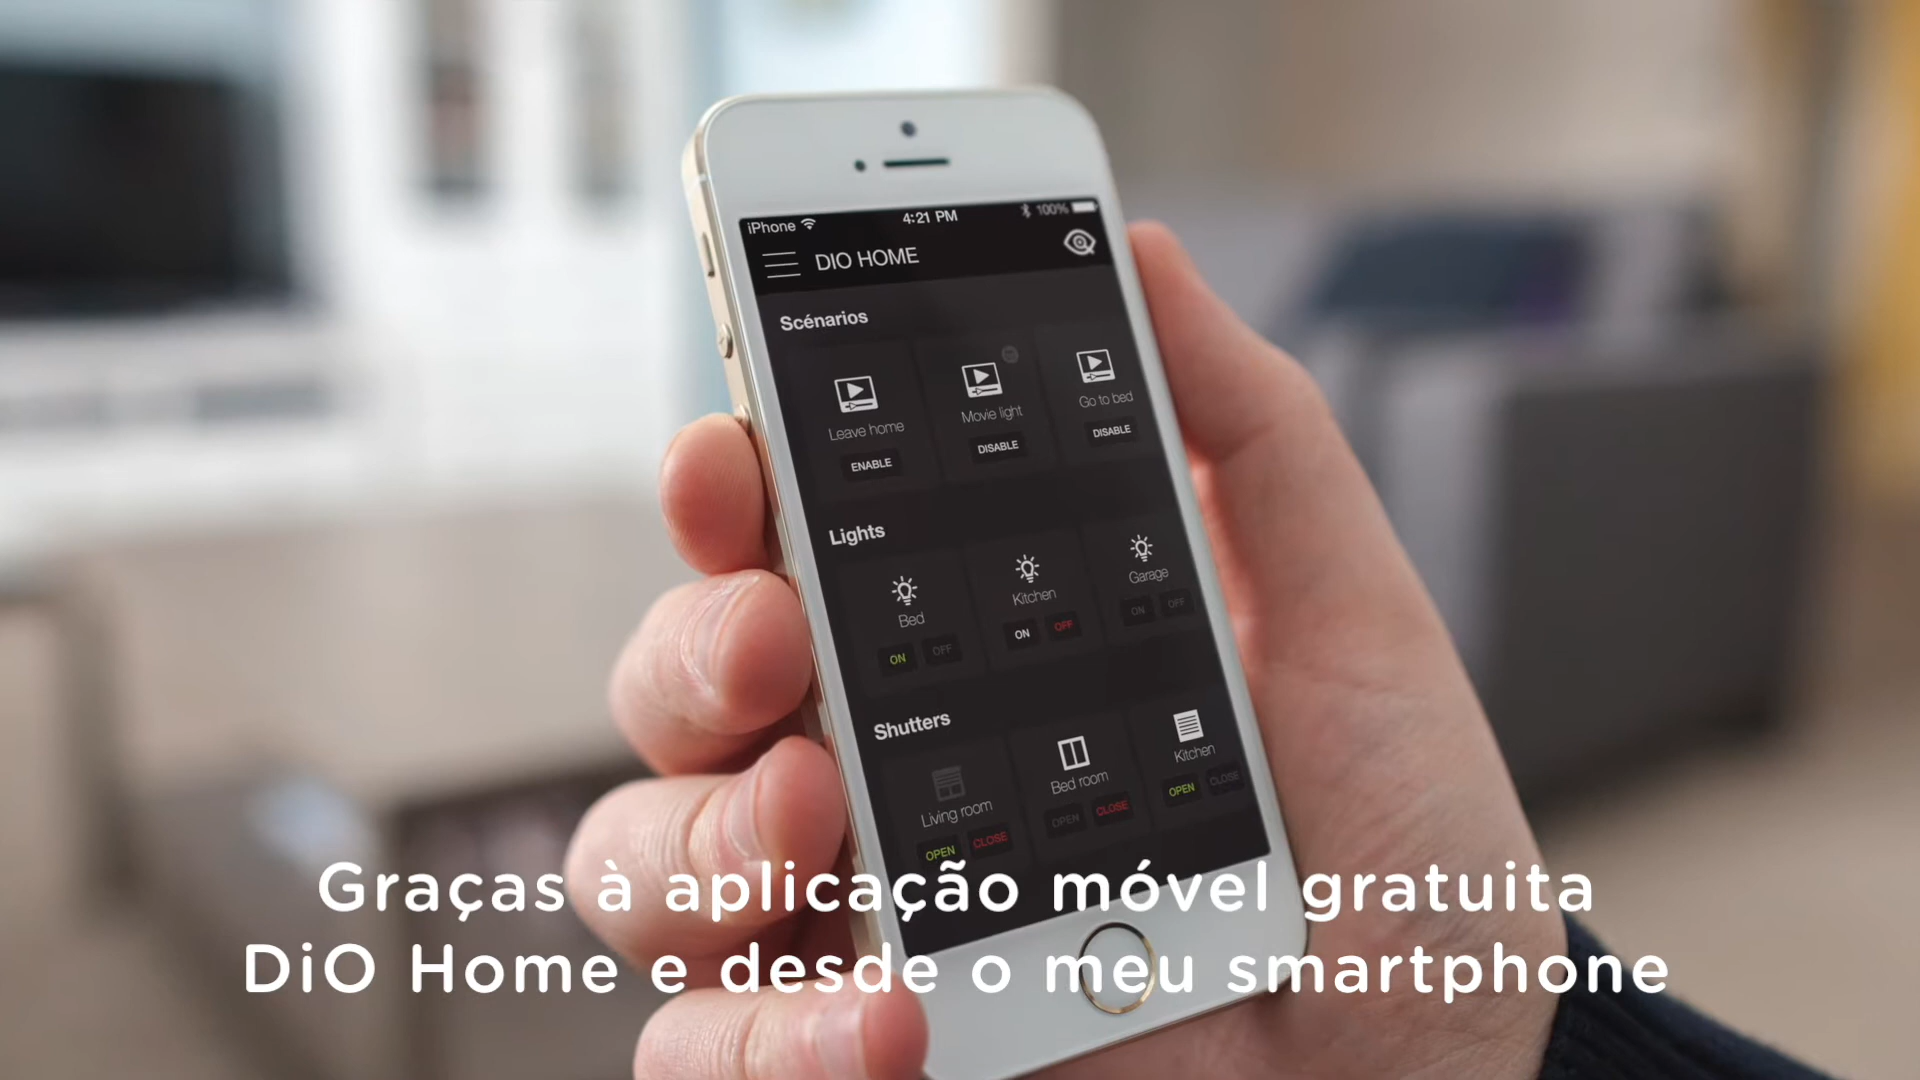 iPhone 4:21 PM 100%
DIO HOME
Scénarios
Leave home Movie light Go to bed
ENABLE DISABLE DISABLE
Lights
Bed Kitchen Garage
ON OFF ON OFF ON OFF
Shutters
Living room Bed room Kitchen
OPEN CLOSE OPEN CLOSE OPEN CLOSE
Graças à aplicação móvel gratuita
DiO Home e desde o meu smartphone